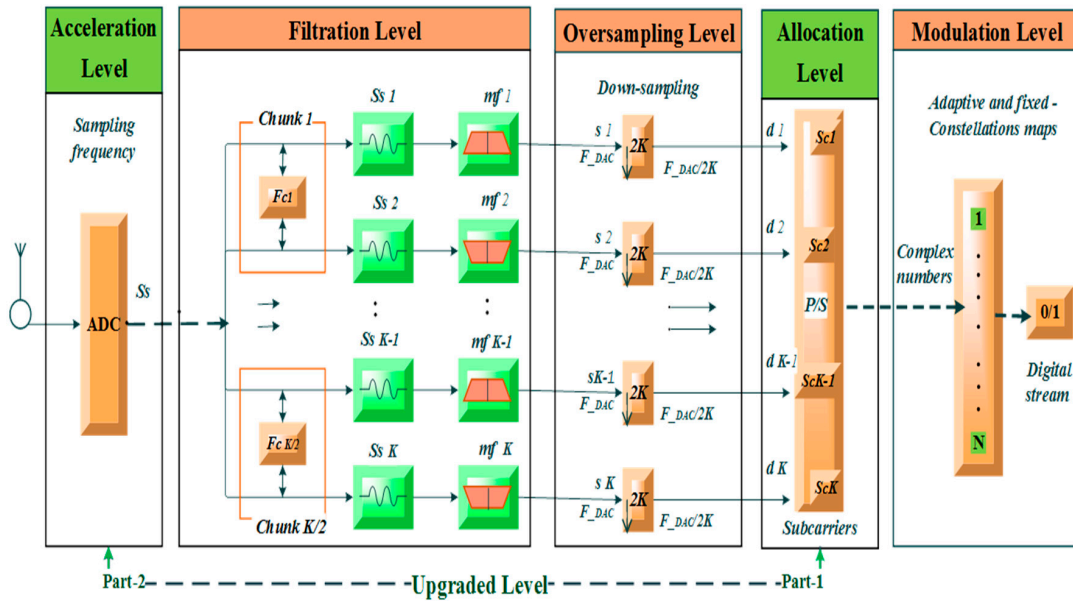 Acceleration
Level
Filtration Level
Oversampling Level
Allocation
Level
Modulation Level
Sampling
frequency
ADC
Ss
Chunk 1
Fc1
Ss 1
mf 1
Ss 2
mf 2
Ss K-1
mf K-1
Fc K/2
Ss K
mf K
Chunk K/2
Down-sampling
s 1
F_DAC
2K
F_DAC/2K
s 2
F_DAC
2K
F_DAC/2K
sK-1
F_DAC
2K
F_DAC/2K
s K
F_DAC
2K
F_DAC/2K
d 1
Sc1
d 2
Sc2
P/S
d K-1
ScK-1
d K
ScK
Subcarriers
Adaptive and fixed -
Constellations maps
Complex
numbers
1
N
0/1
Digital
stream
Part-2
Upgraded Level
Part-1